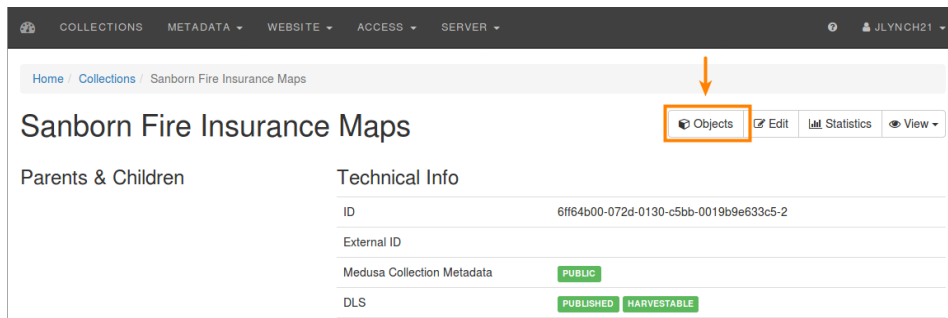 COLLECTIONS METADATA WEBSITE ACCESS SERVER JLYNCH21
Home / Collections / Sanborn Fire Insurance Maps
Sanborn Fire Insurance Maps
Objects Edit Statistics View
Parents & Children
Technical Info
ID 6ff64b00-072d-0130-c5bb-0019b9e633c5-2
External ID
Medusa Collection Metadata PUBLIC
DLS PUBLISHED HARVESTABLE